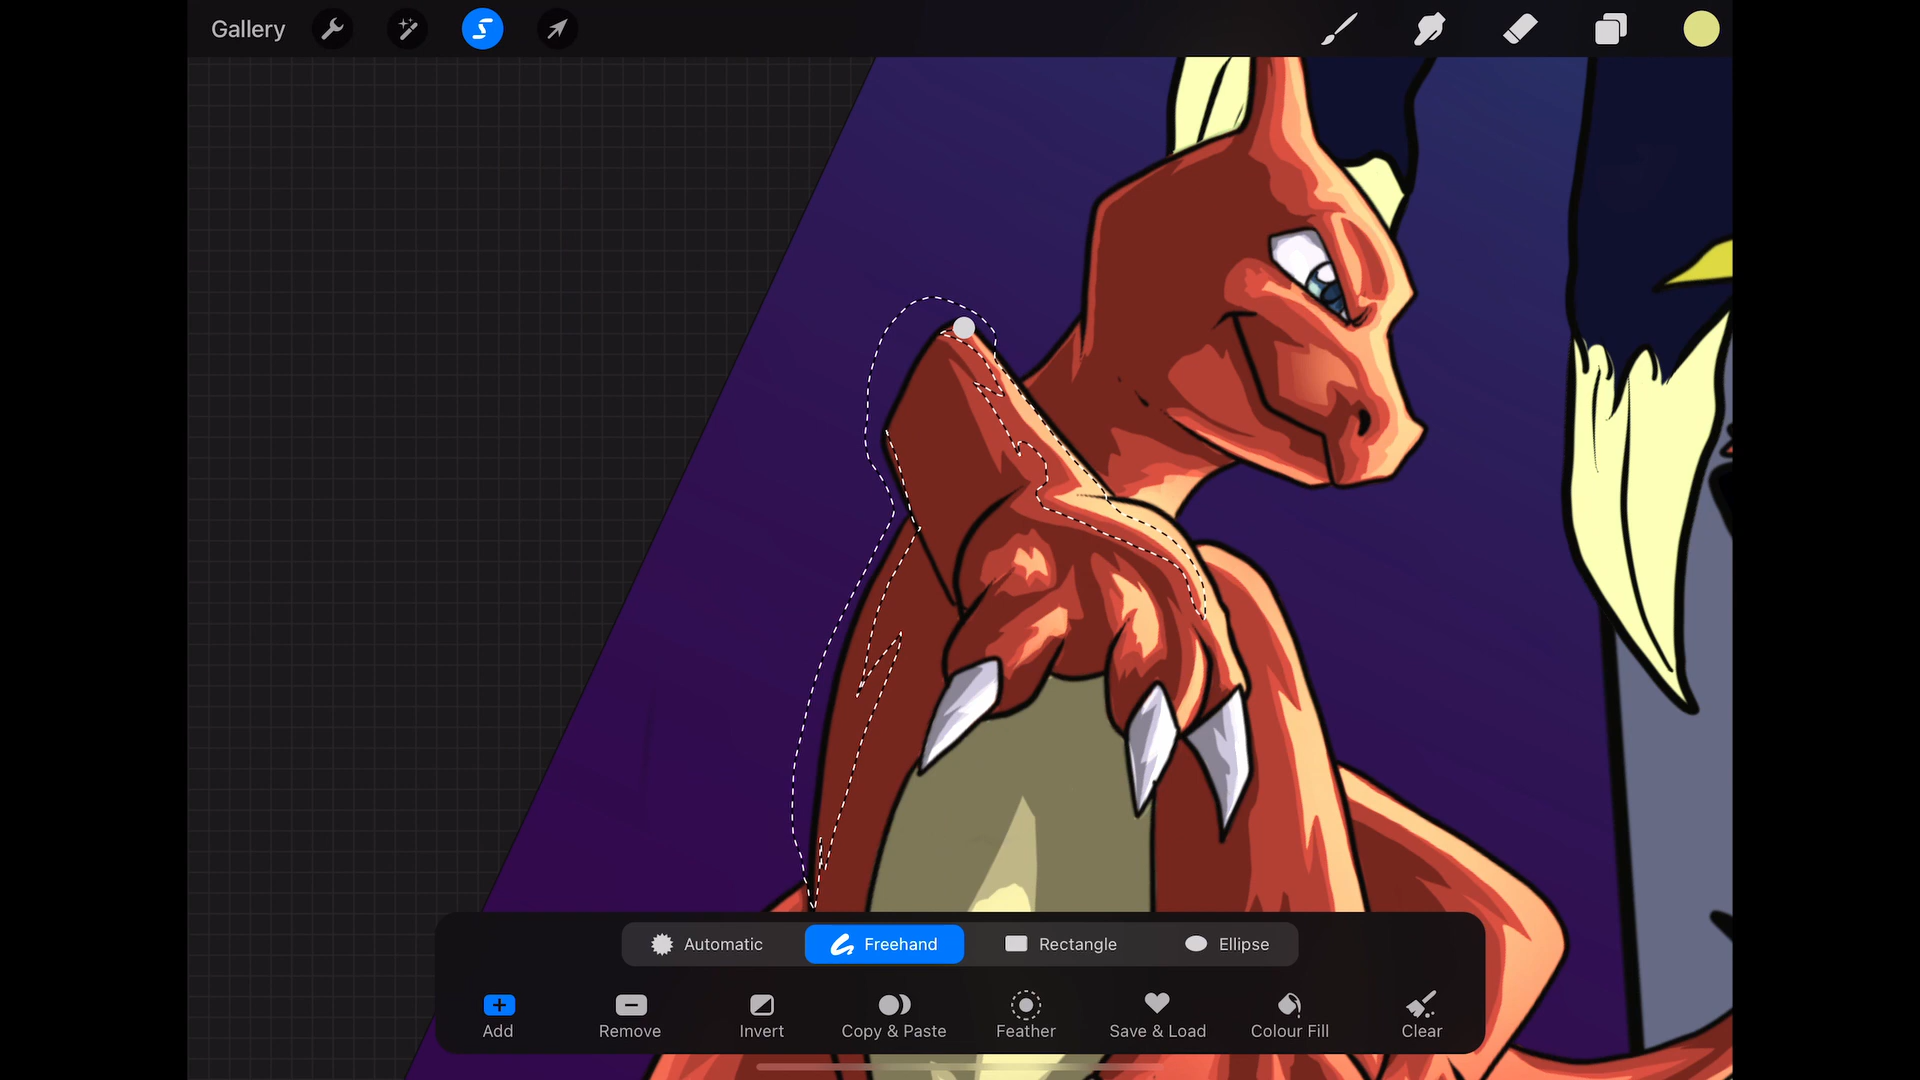 Gallery
Automatic Freehand Rectangle Ellipse
Add Remove Invert Copy & Paste Feather Save & Load Colour Fill Clear